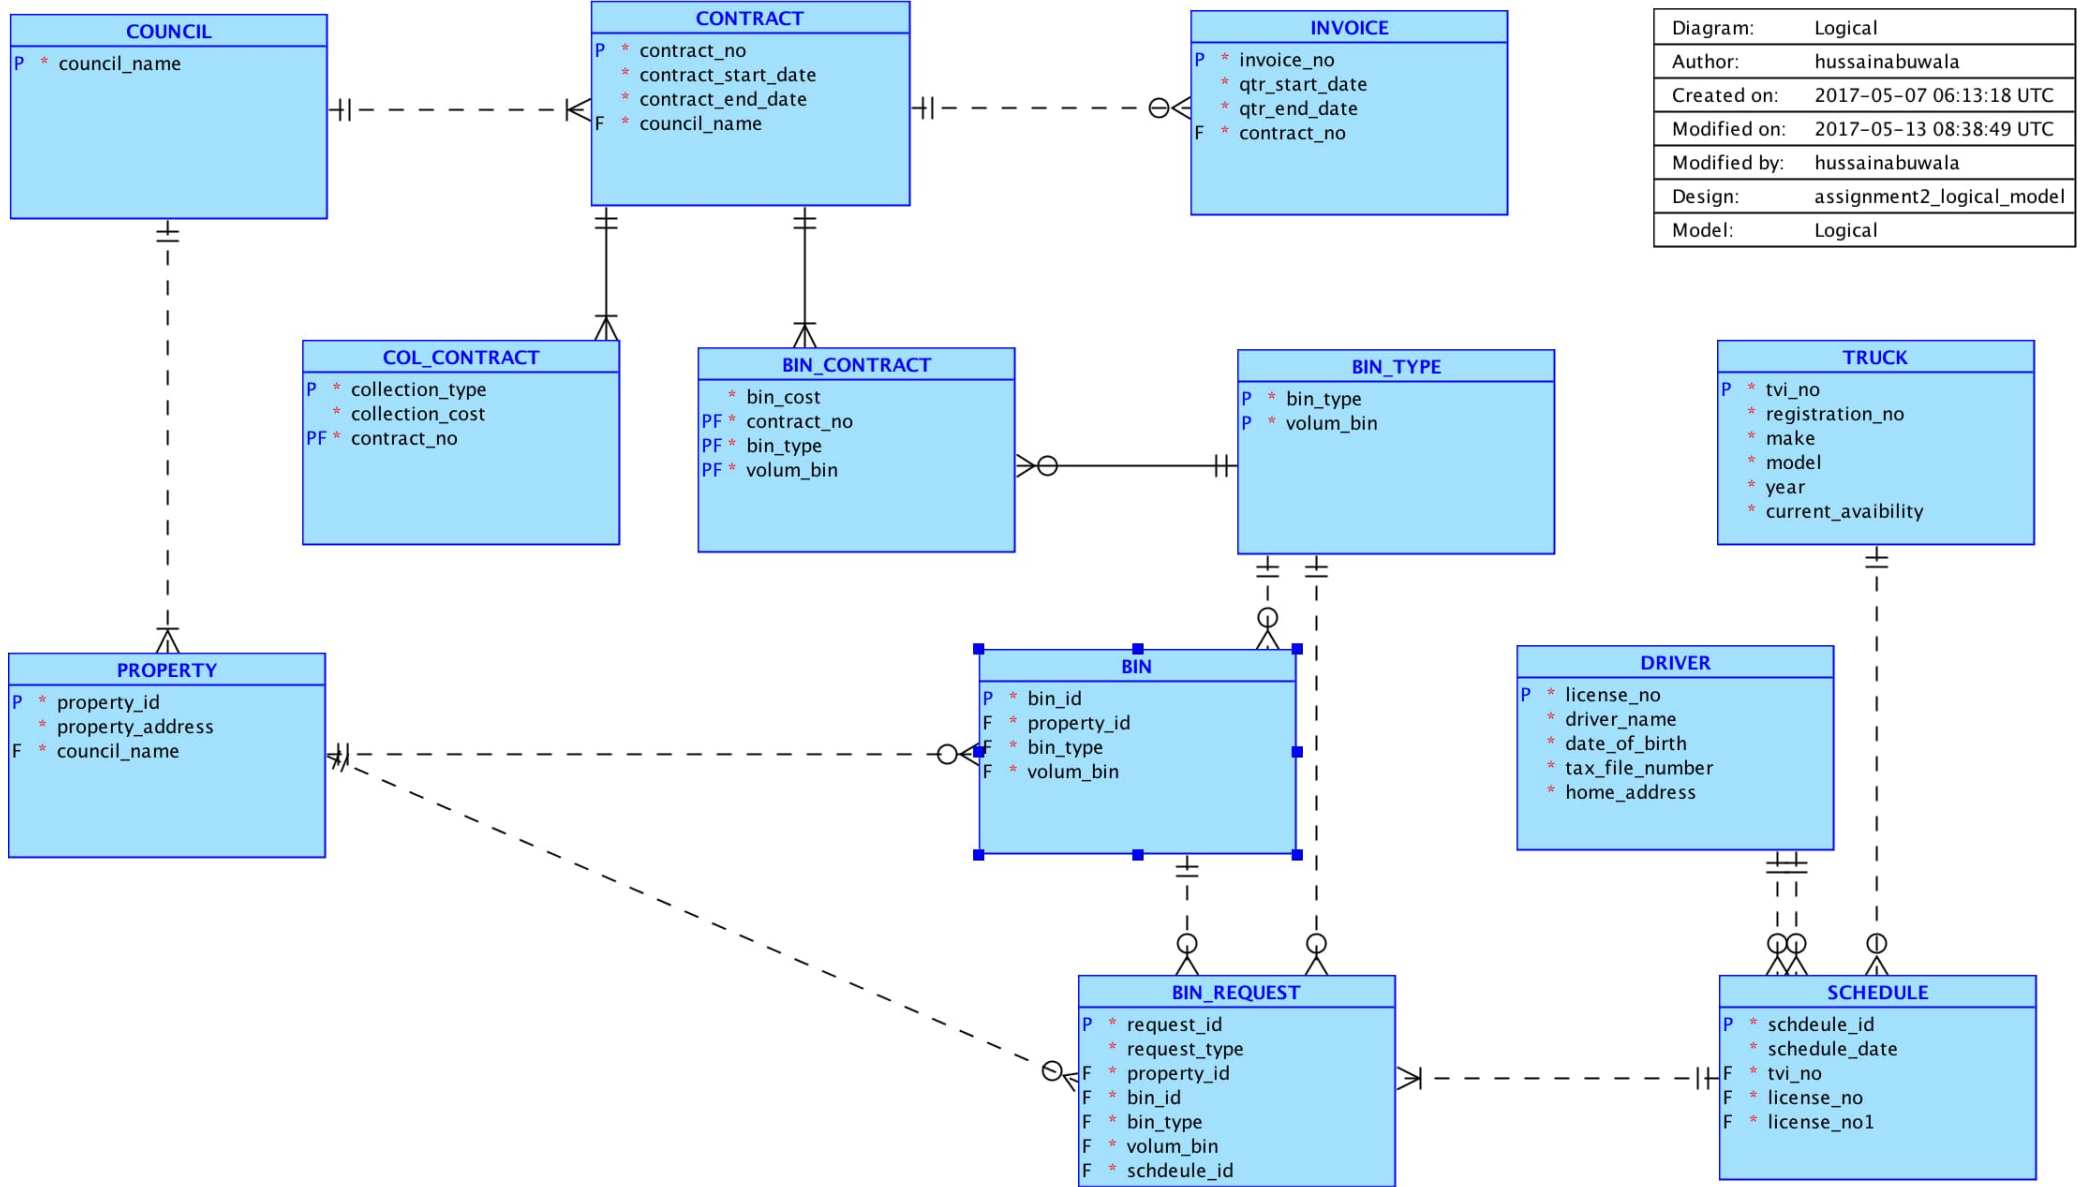 COUNCIL
P * council_name
CONTRACT
P * contract_no
* contract_start_date
* contract_end_date
F * council_name
INVOICE
P * invoice_no
* qtr_start_date
* qtr_end_date
F * contract_no
Diagram: Logical
Author: hussainabuwala
Created on: 2017-05-07 06:13:18 UTC
Modified on: 2017-05-13 08:38:49 UTC
Modified by: hussainabuwala
Design: assignment2_logical_model
Model: Logical
COL_CONTRACT
P * collection_type
* collection_cost
PF * contract_no
BIN_CONTRACT
* bin_cost
PF * contract_no
PF * bin_type
PF * volum_bin
BIN_TYPE
P * bin_type
P * volum_bin
TRUCK
P * tvi_no
* registration_no
* make
* model
* year
* current_avaibility
PROPERTY
P * property_id
* property_address
F * council_name
BIN
P * bin_id
F * property_id
F * bin_type
F * volum_bin
DRIVER
P * license_no
* driver_name
* date_of_birth
* tax_file_number
* home_address
BIN_REQUEST
P * request_id
* request_type
F * property_id
F * bin_id
F * bin_type
F * volum_bin
F * schdeule_id
SCHEDULE
P * schdeule_id
* schedule_date
F * tvi_no
F * license_no
F * license_no1